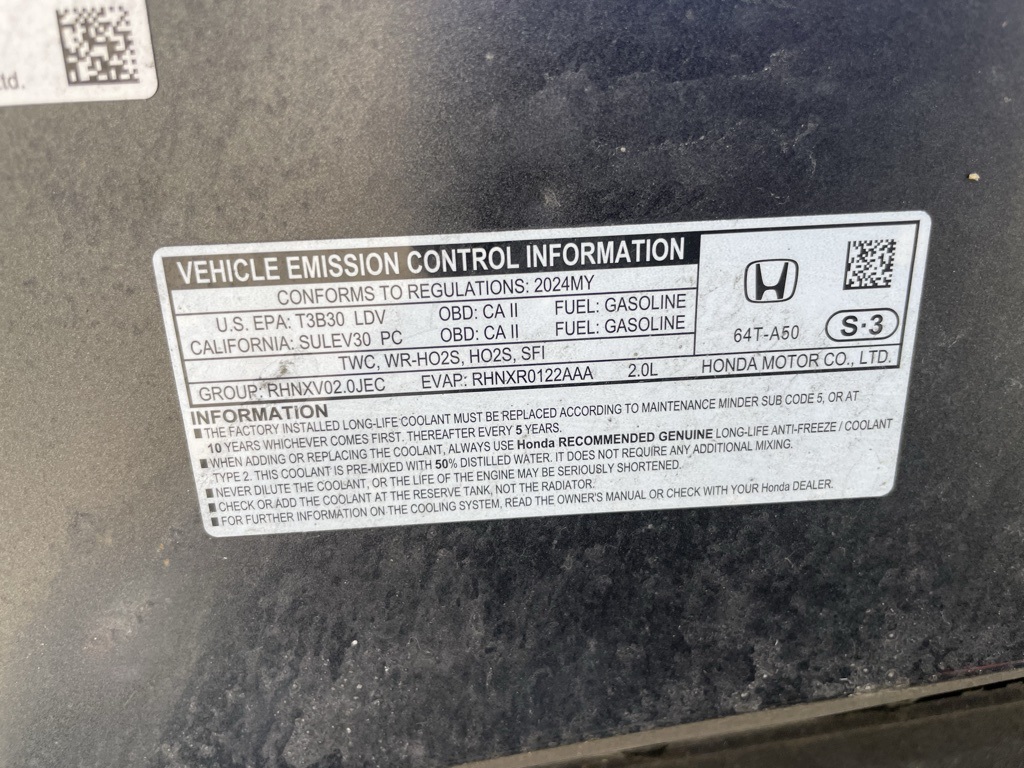 td.
VEHICLE EMISSION CONTROL INFORMATION
CONFORMS TO REGULATIONS: 2024MY
U.S. EPA: T3B30 LDV OBD: CA II FUEL: GASOLINE
CALIFORNIA: SULEV30 PC OBD: CA II FUEL: GASOLINE
TWC, WR-HO2S, HO2S, SFI
GROUP: RHNXV02.0JEC EVAP: RHNXR0122AAA 2.0L
64T-A50
S·3
HONDA MOTOR CO., LTD.
INFORMATION
■ THE FACTORY INSTALLED LONG-LIFE COOLANT MUST BE REPLACED ACCORDING TO MAINTENANCE MINDER SUB CODE 5, OR AT
10 YEARS WHICHEVER COMES FIRST. THEREAFTER EVERY 5 YEARS.
■ WHEN ADDING OR REPLACING THE COOLANT, ALWAYS USE Honda RECOMMENDED GENUINE LONG-LIFE ANTI-FREEZE / COOLANT
TYPE 2. THIS COOLANT IS PRE-MIXED WITH 50% DISTILLED WATER. IT DOES NOT REQUIRE ANY ADDITIONAL MIXING.
■ NEVER DILUTE THE COOLANT, OR THE LIFE OF THE ENGINE MAY BE SERIOUSLY SHORTENED.
■ CHECK OR ADD THE COOLANT AT THE RESERVE TANK, NOT THE RADIATOR.
■ FOR FURTHER INFORMATION ON THE COOLING SYSTEM, READ THE OWNER'S MANUAL OR CHECK WITH YOUR Honda DEALER.